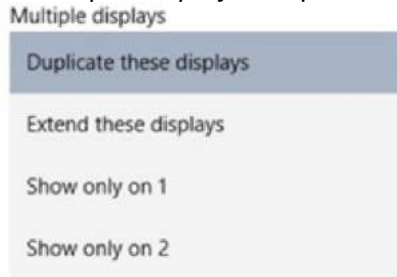 Multiple displays
Duplicate these displays
Extend these displays
Show only on 1
Show only on 2